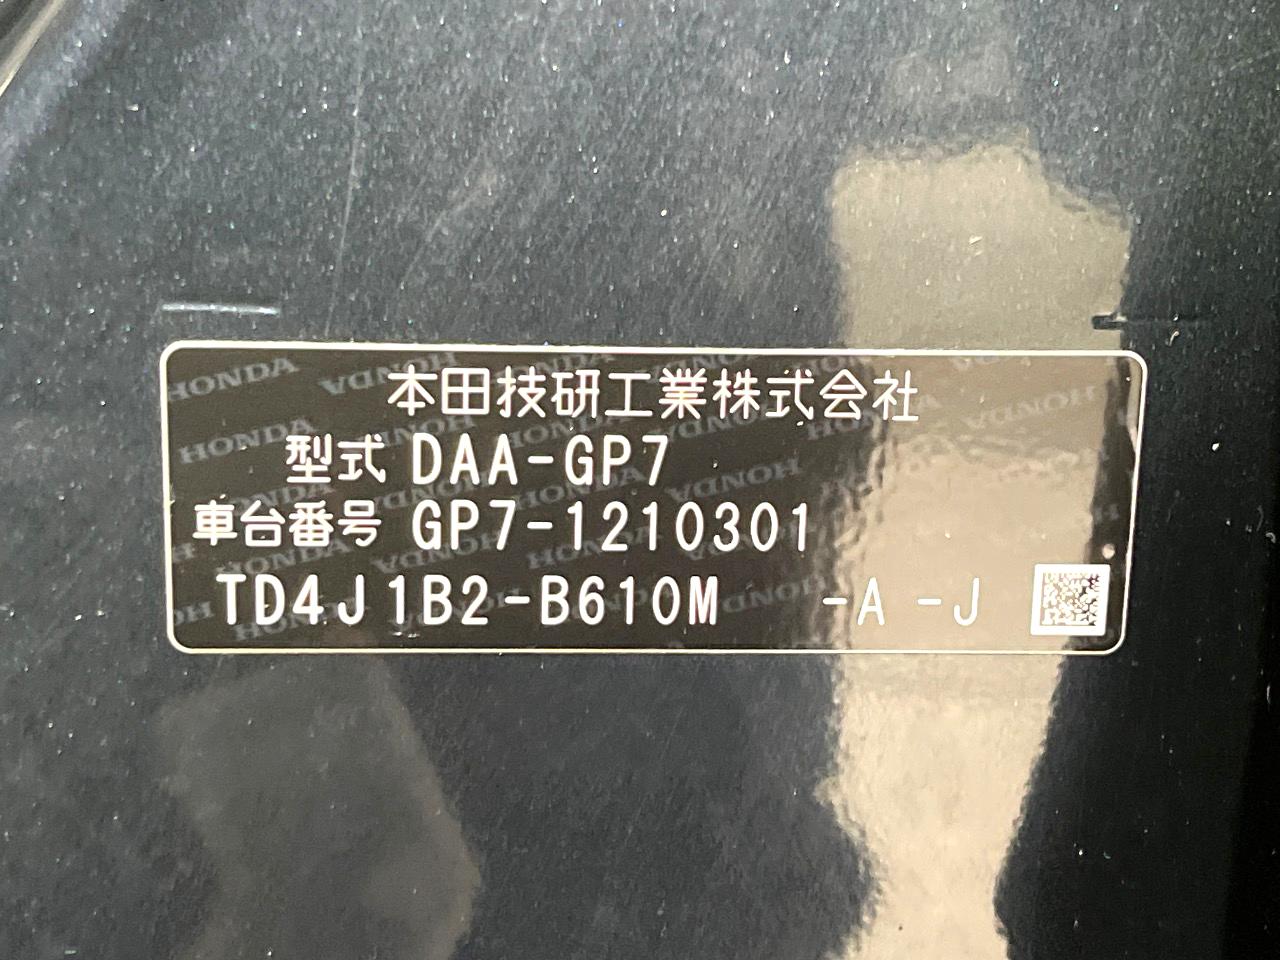 本田技研工業株式会社
型式 DAA-GP7
車台番号 GP7-1210301
TD4J1B2-B610M -A -J